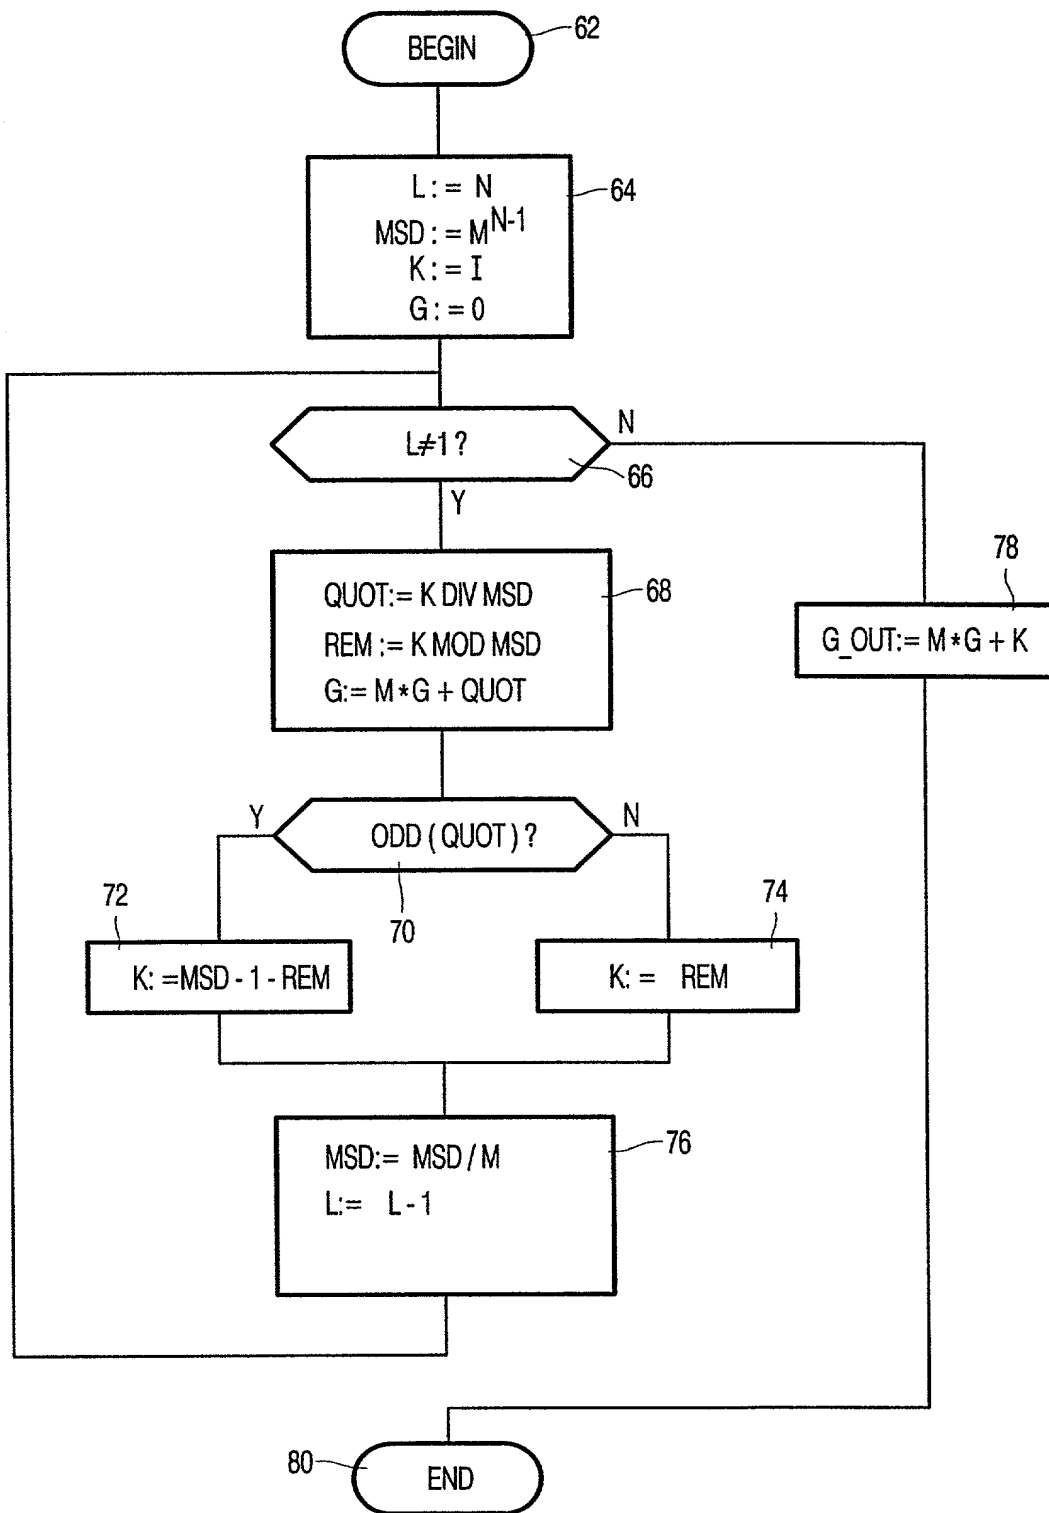 BEGIN
62
L:= N
MSD:= M^N-1
K:= I
G:= 0
64
L≠1?
N
66
Y
QUOT:= K DIV MSD
REM := K MOD MSD
G:= M*G + QUOT
68
78
G_OUT:= M*G + K
Y
ODD (QUOT) ?
N
70
72
K: =MSD - 1 - REM
74
K: = REM
MSD:= MSD / M
L:= L - 1
76
80
END